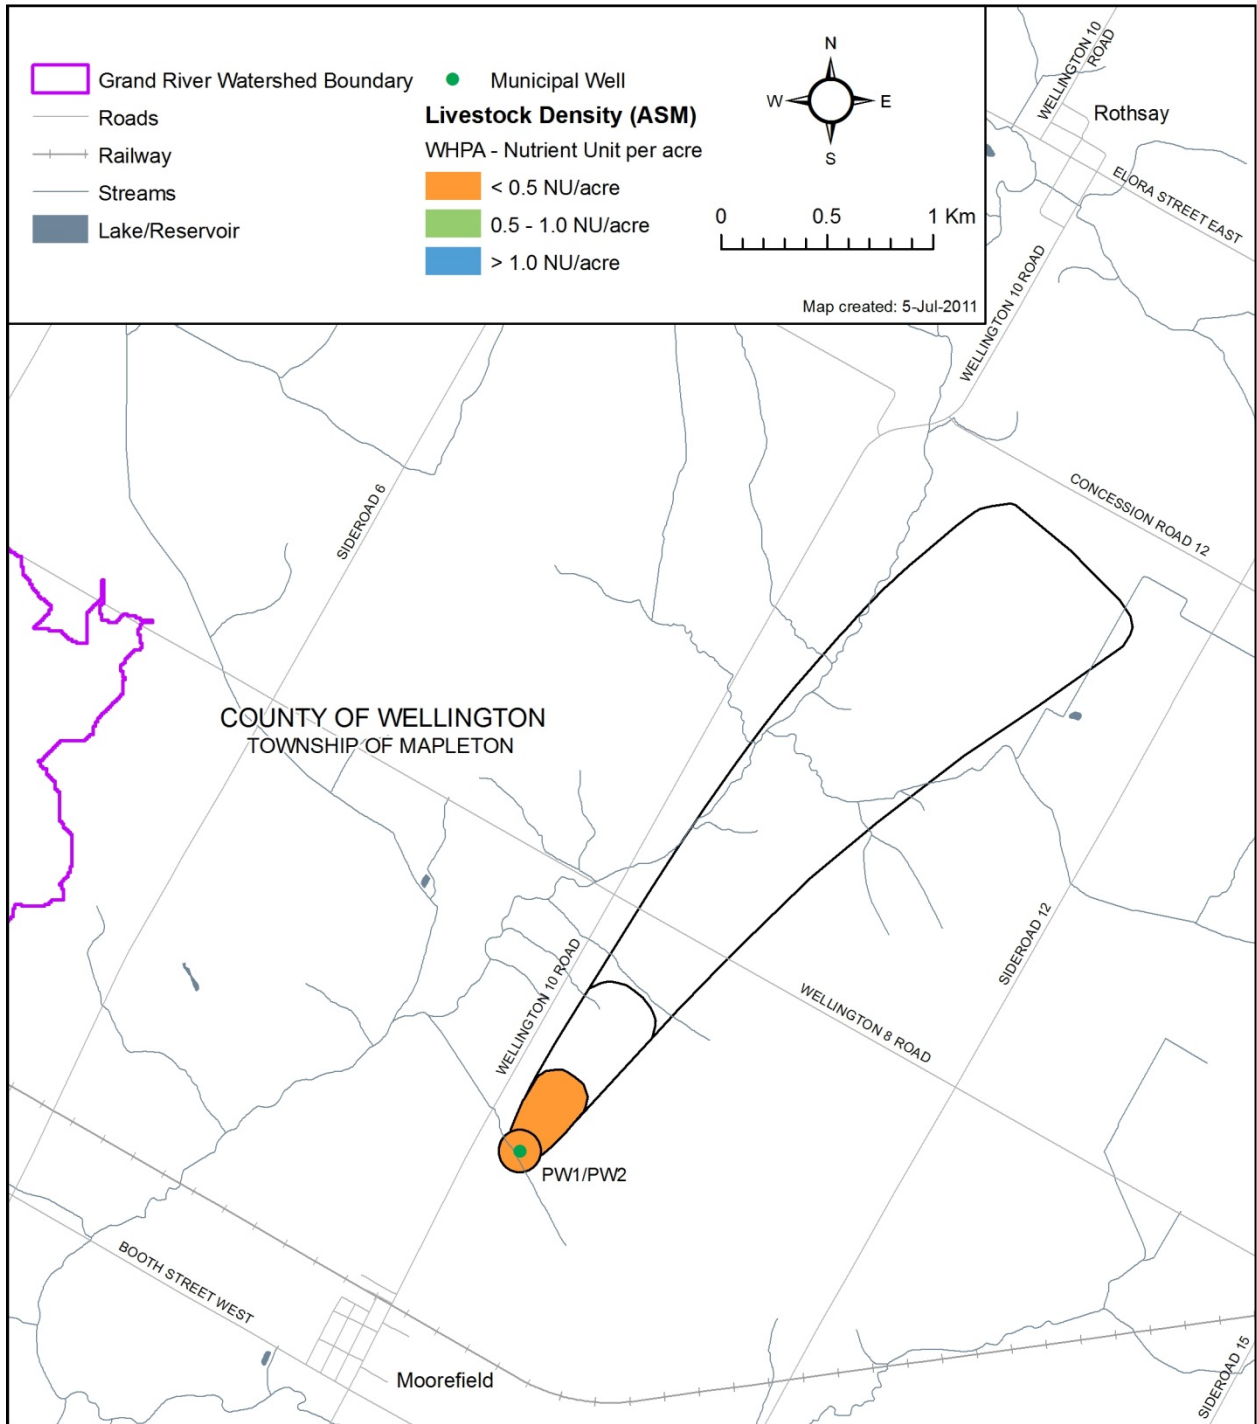 Grand River Watershed Boundary
Roads
Railway
Streams
Lake/Reservoir
Municipal Well
Livestock Density (ASM)
WHPA - Nutrient Unit per acre
< 0.5 NU/acre
0.5 - 1.0 NU/acre
> 1.0 NU/acre
N
W E
S
0 0.5 1 Km
Map created: 5-Jul-2011
WELLINGTON 10
ROAD
Rothsay
ELORA STREET EAST
WELLINGTON 10 ROAD
CONCESSION ROAD 12
SIDEROAD 6
COUNTY OF WELLINGTON
TOWNSHIP OF MAPLETON
WELLINGTON 10 ROAD
SIDEROAD 12
WELLINGTON 8 ROAD
PW1/PW2
BOOTH STREET WEST
Moorefield
SIDEROAD 15